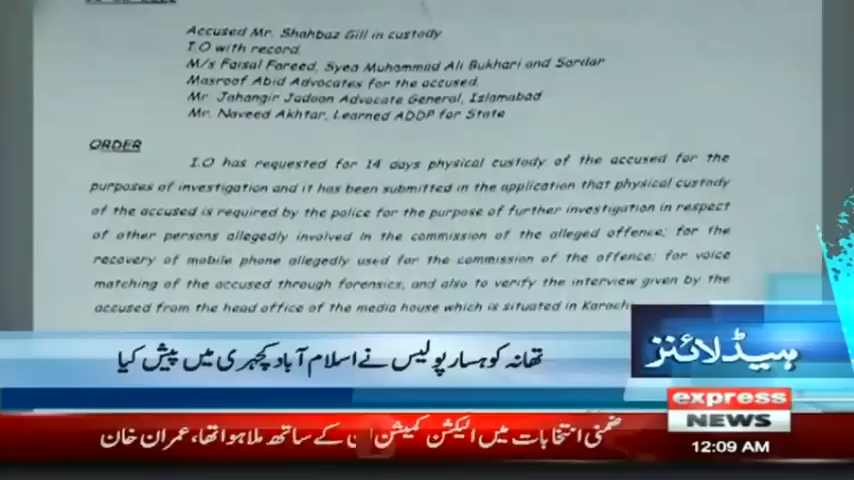 Accused Mr. Shahbaz Gill in custody
I.O with record.
M/s Faisal Fareed, Syea Muhammad Ali Bukhari and Sardar
Masroof Abid Advocates for the accused.
Mr. Jahangir Jadoon Advocate General, Islamabad
Mr. Naveed Akhtar, Learned ADDP for State
ORDER
I.O has requested for 14 days physical custody of the accused for the
purposes of investigation and it has been submitted in the application that physical custody
of the accused is required by the police for the purpose of further investigation in respect
of other persons allegedly involved in the commission of the alleged offence; for the
recovery of mobile phone allegedly used for the commission of the offence; for voice
matching of the accused through forensics, and also to verify the interview given by the
accused from the head office of the media house which is situated in Karachi
ہیڈلائنز
تھانہ کوہسار پولیس نے اسلام آباد کچہری میں پیش کیا
express
NEWS
ضمنی انتخابات میں الیکشن کمیشن کے ساتھ ملا ہوا تھا، عمران خان
12:09 AM